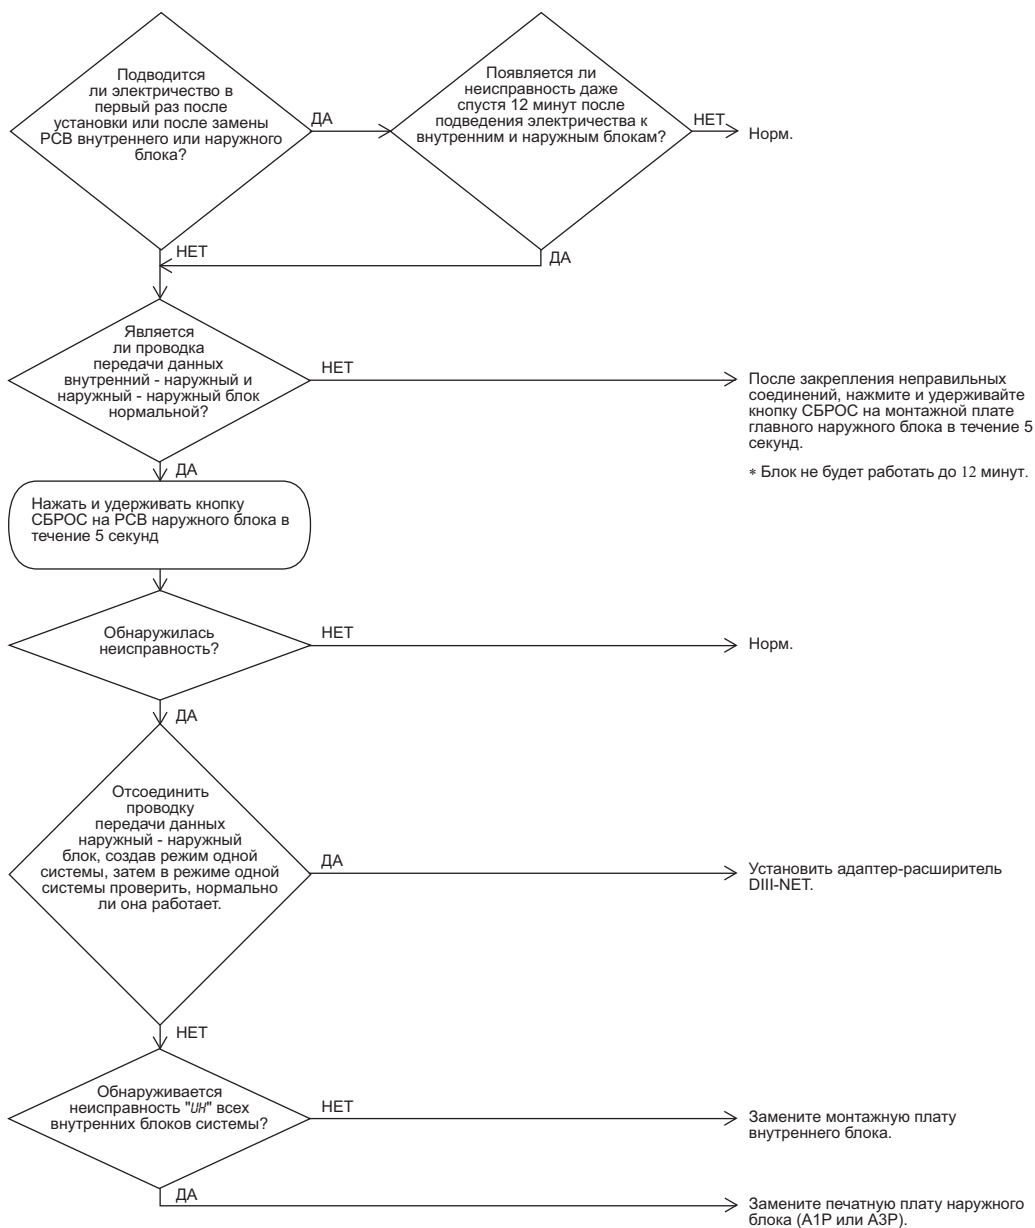 Подводится
ли электричество в
первый раз после
установки или после замены
PCB внутреннего или наружного
блока?
ДА
Появляется ли
неисправность даже
спустя 12 минут после
подведения электричества к
внутренним и наружным блокам?
НЕТ
Норм.
НЕТ
ДА
Является
ли проводка
передачи данных
внутренний - наружный и
наружный - наружный блок
нормальной?
НЕТ
После закрепления неправильных
соединений, нажмите и удерживайте
кнопку СБРОС на монтажной плате
главного наружного блока в течение 5
секунд.
* Блок не будет работать до 12 минут.
ДА
Нажать и удерживать кнопку
СБРОС на PCB наружного блока в
течение 5 секунд
Обнаружилась
неисправность?
НЕТ
Норм.
ДА
Отсоединить
проводку
передачи данных
наружный - наружный
блок, создав режим одной
системы, затем в режиме одной
системы проверить, нормально
ли она работает.
ДА
Установить адаптер-расширитель
DIII-NET.
НЕТ
Обнаруживается
неисправность "UH" всех
внутренних блоков системы?
НЕТ
Замените монтажную плату
внутреннего блока.
ДА
Замените печатную плату наружного
блока (A1P или A3P).